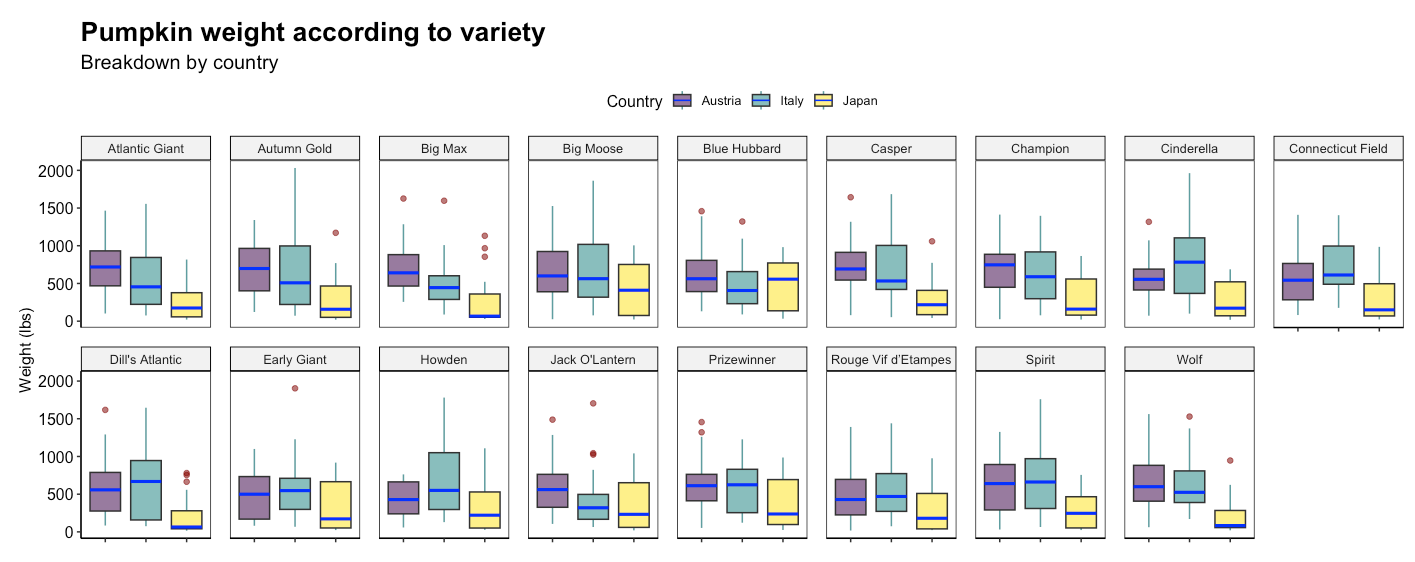 Pumpkin weight according to variety
Breakdown by country
Country Austria Italy Japan
Atlantic Giant Autumn Gold Big Max Big Moose Blue Hubbard Casper Champion Cinderella Connecticut Field
2000
1500
1000
500
0
Weight (lbs)
Dill's Atlantic Early Giant Howden Jack O'Lantern Prizewinner Rouge Vif d’Etampes Spirit Wolf
2000
1500
1000
500
0